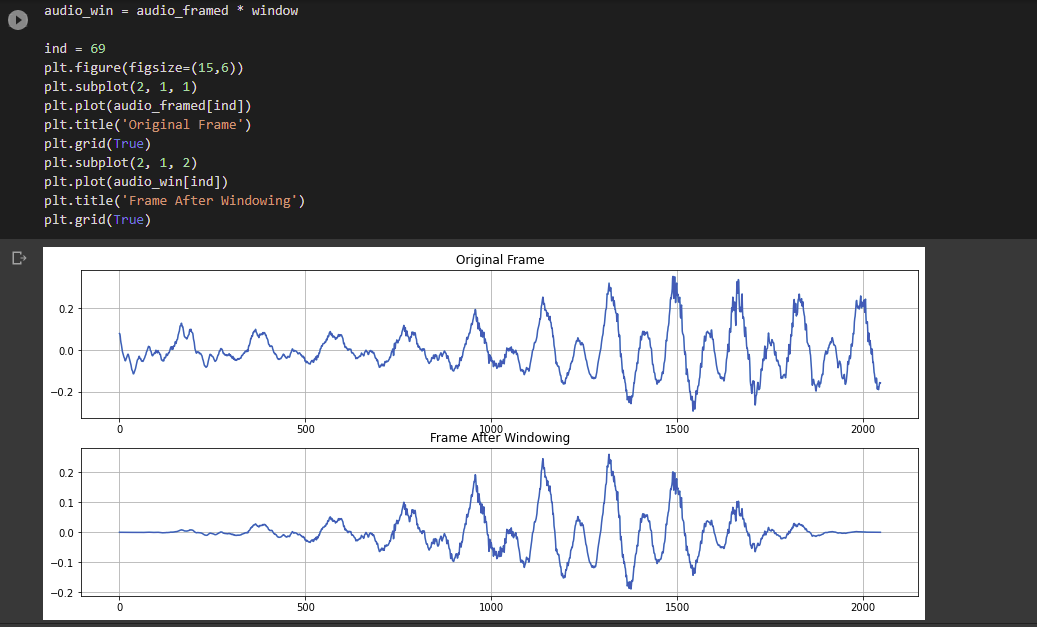 audio_win = audio_framed * window
ind = 69
plt.figure(figsize=(15,6))
plt.subplot(2, 1, 1)
plt.plot(audio_framed[ind])
plt.title('Original Frame')
plt.grid(True)
plt.subplot(2, 1, 2)
plt.plot(audio_win[ind])
plt.title('Frame After Windowing')
plt.grid(True)
Original Frame
0.2
0.0
−0.2
0 500 1000 1500 2000
Frame After Windowing
0.2
0.1
0.0
−0.1
−0.2
0 500 1000 1500 2000